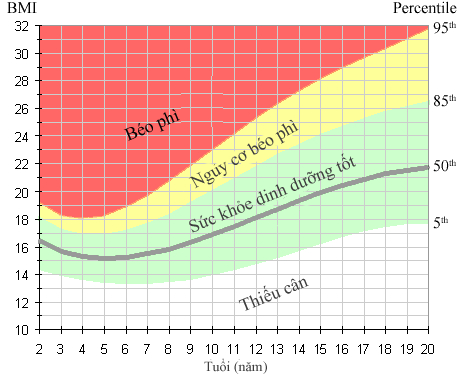 BMI Percentile
32 95th
30
28
26 85th
24
22 50th
20
18 5th
16
14
12
10
Béo phì
Nguy cơ béo phì
Sức khỏe dinh dưỡng tốt
Thiếu cân
2 3 4 5 6 7 8 9 10 11 12 13 14 15 16 17 18 19 20
Tuổi (năm)